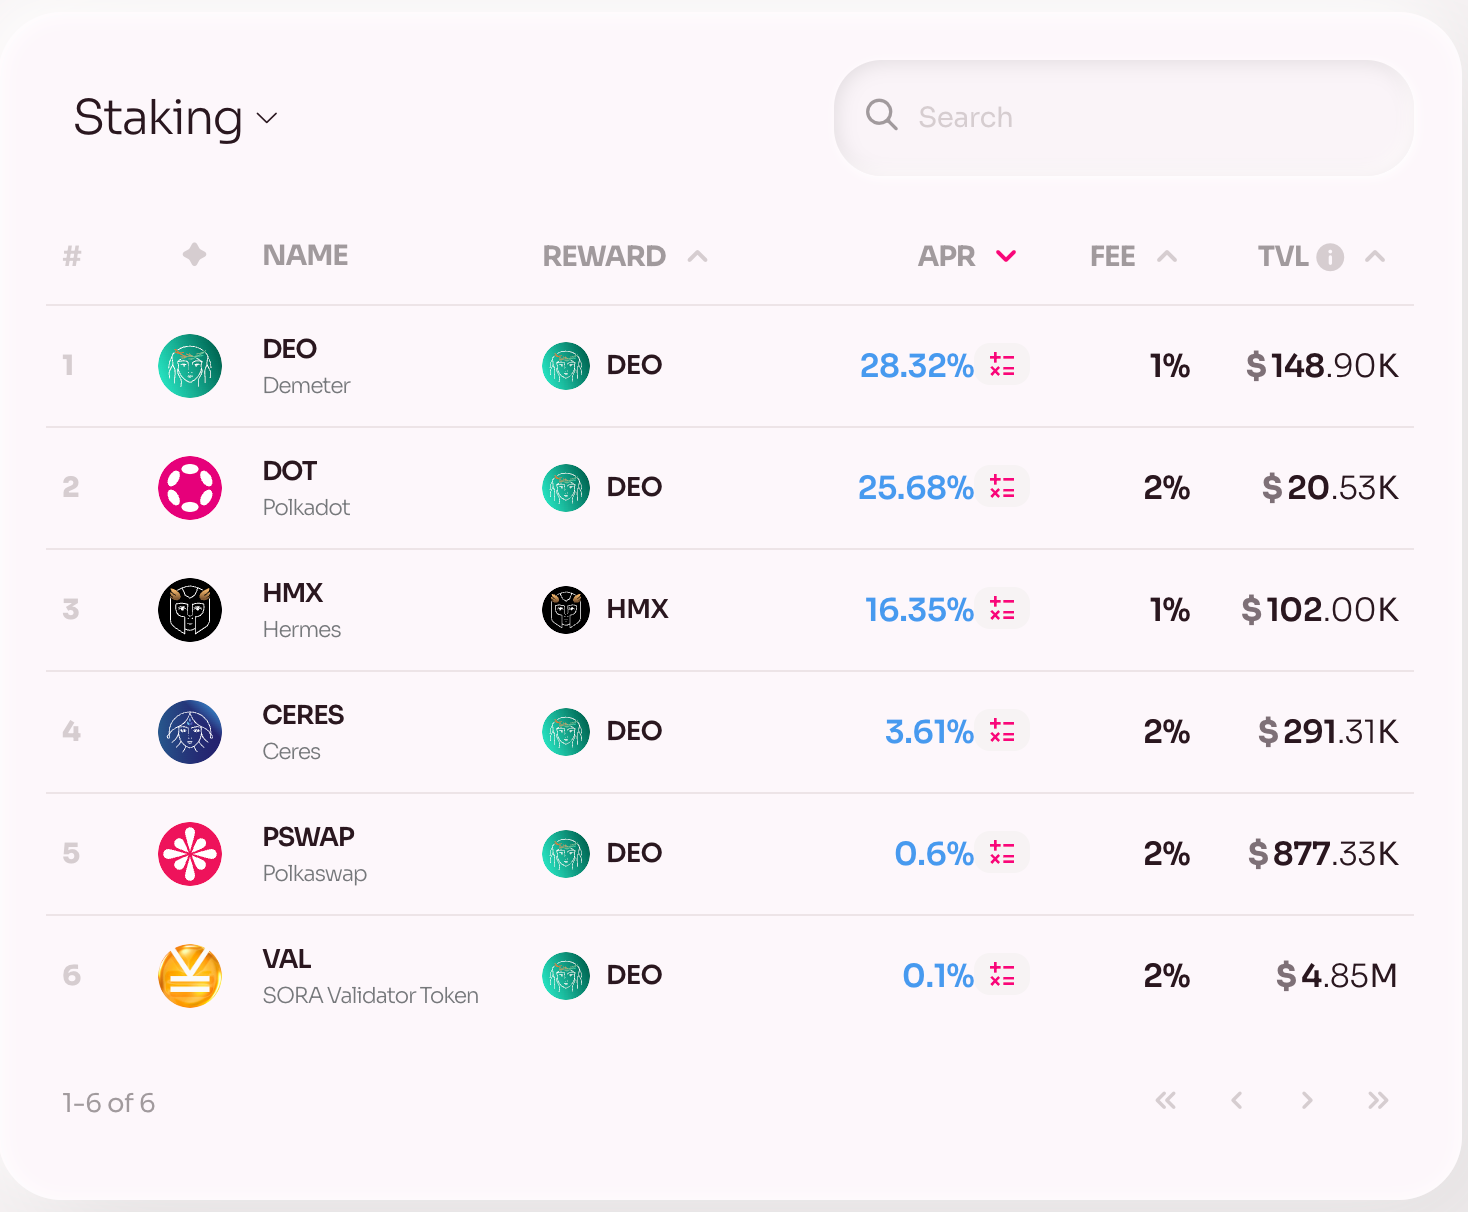 Staking
Search
# NAME REWARD APR FEE TVL
1 DEO Demeter DEO 28.32% 1% $148.90K
2 DOT Polkadot DEO 25.68% 2% $20.53K
3 HMX Hermes HMX 16.35% 1% $102.00K
4 CERES Ceres DEO 3.61% 2% $291.31K
5 PSWAP Polkaswap DEO 0.6% 2% $877.33K
6 VAL SORA Validator Token DEO 0.1% 2% $4.85M
1-6 of 6